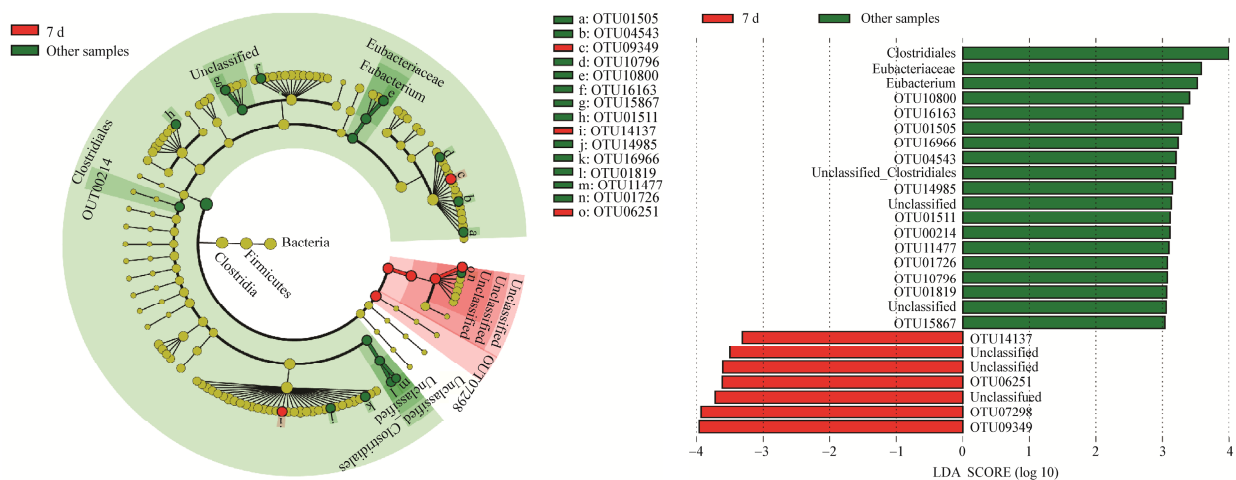 7 d
Other samples
Clostridiales
OUT00214
Unclassified
Eubacteriaceae
Fubacterium
h
g
j
e
d
c
b
a
Bacteria
Firmicutes
Clostridia
o
n
Unclassified
Unclassified
Unclassified
OUT07298
Unclassified
Unclassified_Clostridiales
Unclassified
m
l
k
j
i
a: OTU01505
b: OTU04543
c: OTU09349
d: OTU10796
e: OTU10800
f: OTU16163
g: OTU15867
h: OTU01511
i: OTU14137
j: OTU14985
k: OTU16966
l: OTU01819
m: OTU11477
n: OTU01726
o: OTU06251
7 d
Other samples
Clostridiales
Eubacteriaceae
Eubacterium
OTU10800
OTU16163
OTU01505
OTU16966
OTU04543
Unclassified_Clostridiales
OTU14985
Unclassified
OTU01511
OTU00214
OTU11477
OTU01726
OTU10796
OTU01819
Unclassified
OTU15867
OTU14137
Unclassified
Unclassified
OTU06251
Unclassifued
OTU07298
OTU09349
−4 −3 −2 −1 0 1 2 3 4
LDA SCORE (log 10)